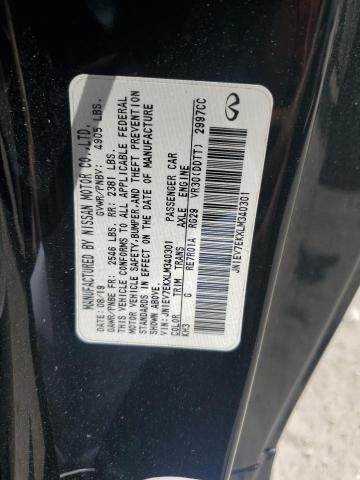 MANUFACTURED BY NISSAN MOTOR CO.,LTD.
DATE: 08/19 GVWR/PNBV: 4905 LBS.
GAWR/PNBE FR: 2546 LBS. RR: 2381 LBS.
THIS VEHICLE CONFORMS TO ALL APPLICABLE FEDERAL
MOTOR VEHICLE SAFETY,BUMPER,AND THEFT PREVENTION
STANDARDS IN EFFECT ON THE DATE OF MANUFACTURE
SHOWN ABOVE.
VIN: JN1EV7EKXLM340301 PASSENGER CAR
COLOR TRIM TRANS AXLE ENGINE
KH3 G RE7R01A RG29 VR30(DDTT) 2997CC
JN1EV7EKXLM340301